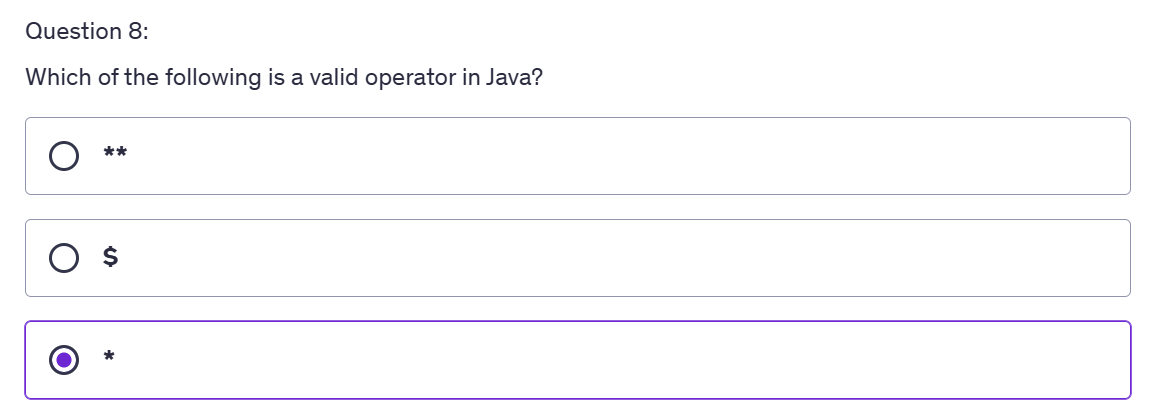 Question 8:
Which of the following is a valid operator in Java?
**
$
*